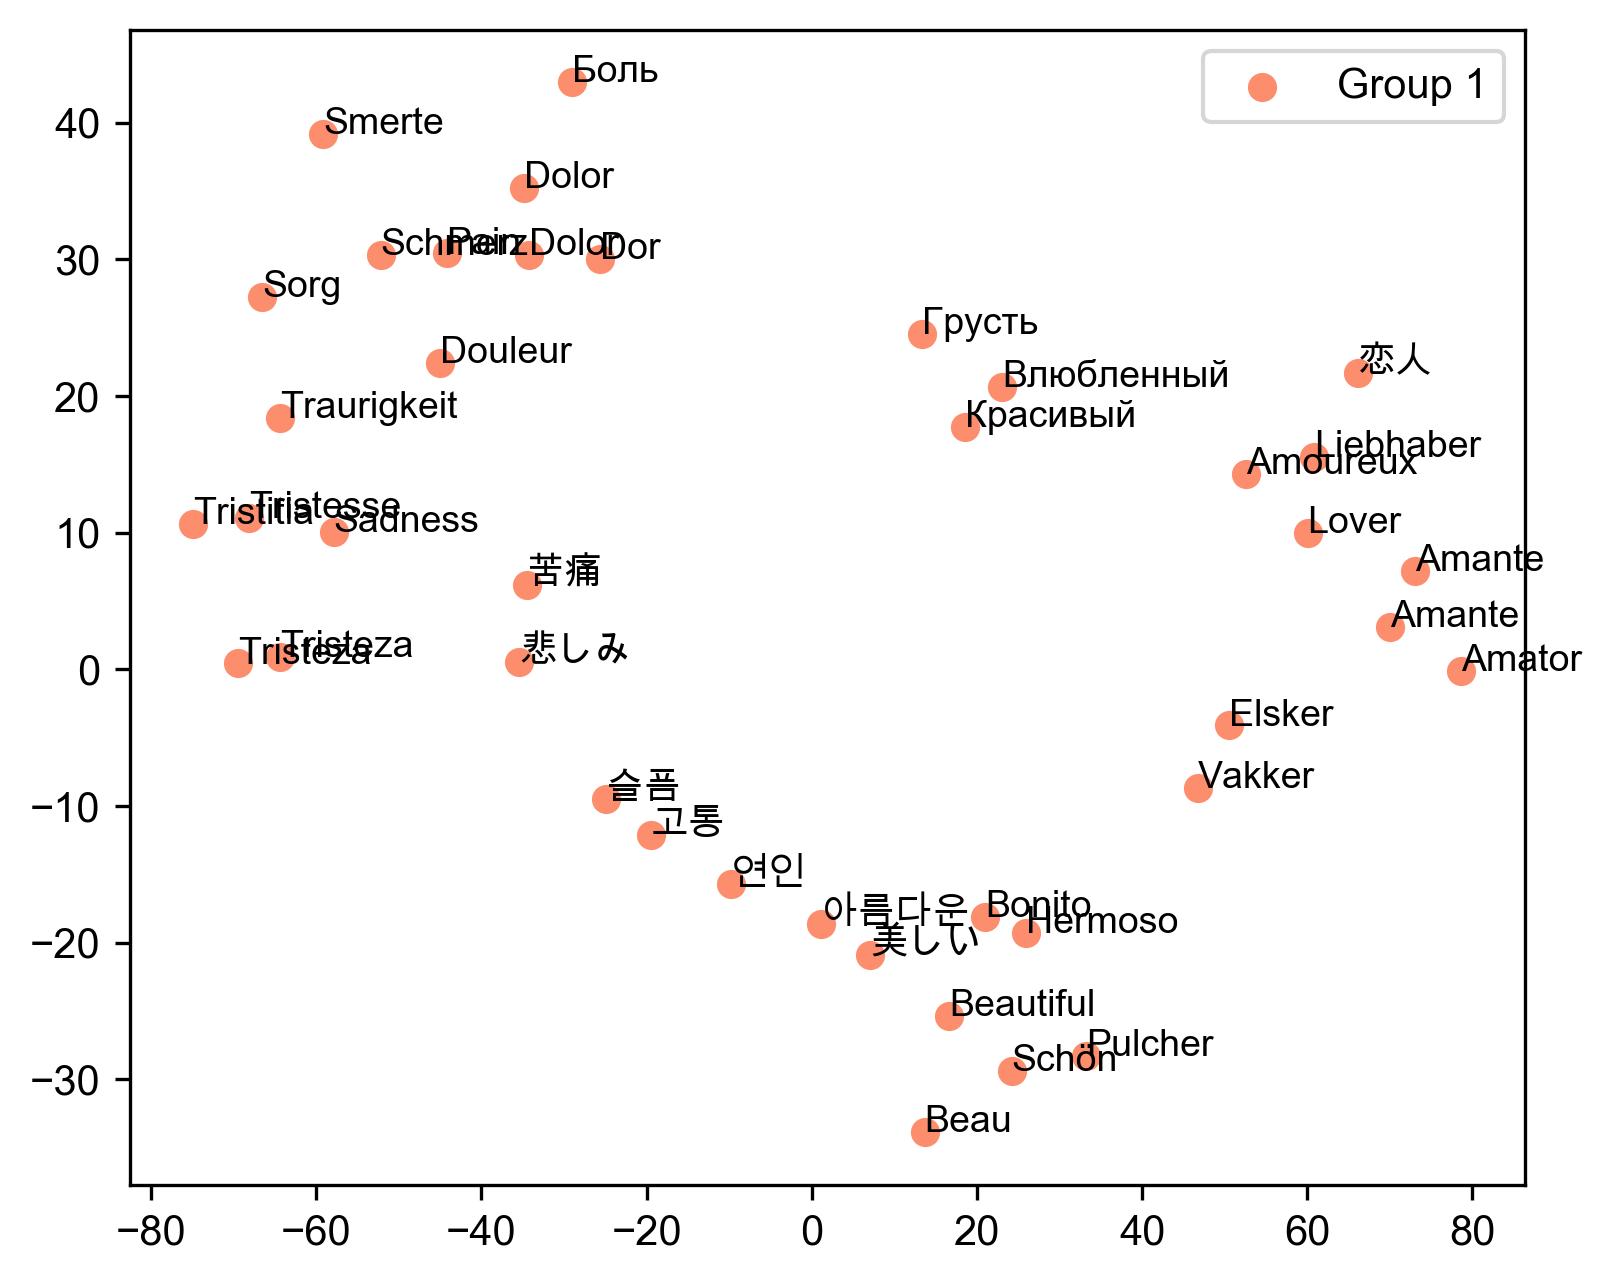 Group 1
Боль
Smerte
Dolor
Schmerz
Pain
Dolor
Dor
Sorg
Douleur
Traurigkeit
Tristitia
Tristesse
Sadness
苦痛
悲しみ
Tristeza
Tristeza
Грусть
Влюбленный
Красивый
恋人
Liebhaber
Amoureux
Lover
Amante
Amante
Amator
Elsker
Vakker
슬픔
고통
연인
아름다운
美しい
Bonito
Hermoso
Beautiful
Schön
Pulcher
Beau
40
30
20
10
0
−10
−20
−30
−80
−60
−40
−20
0
20
40
60
80